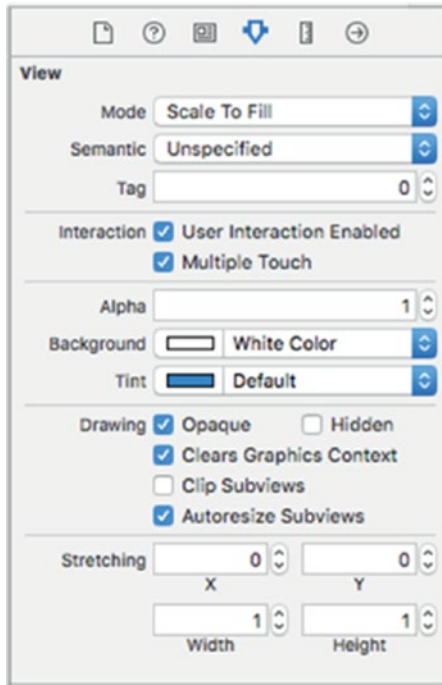 View
Mode Scale To Fill
Semantic Unspecified
Tag 0
Interaction User Interaction Enabled
Multiple Touch
Alpha 1
Background White Color
Tint Default
Drawing Opaque Hidden
Clears Graphics Context
Clip Subviews
Autoresize Subviews
Stretching 0 0
X Y
1 1
Width Height